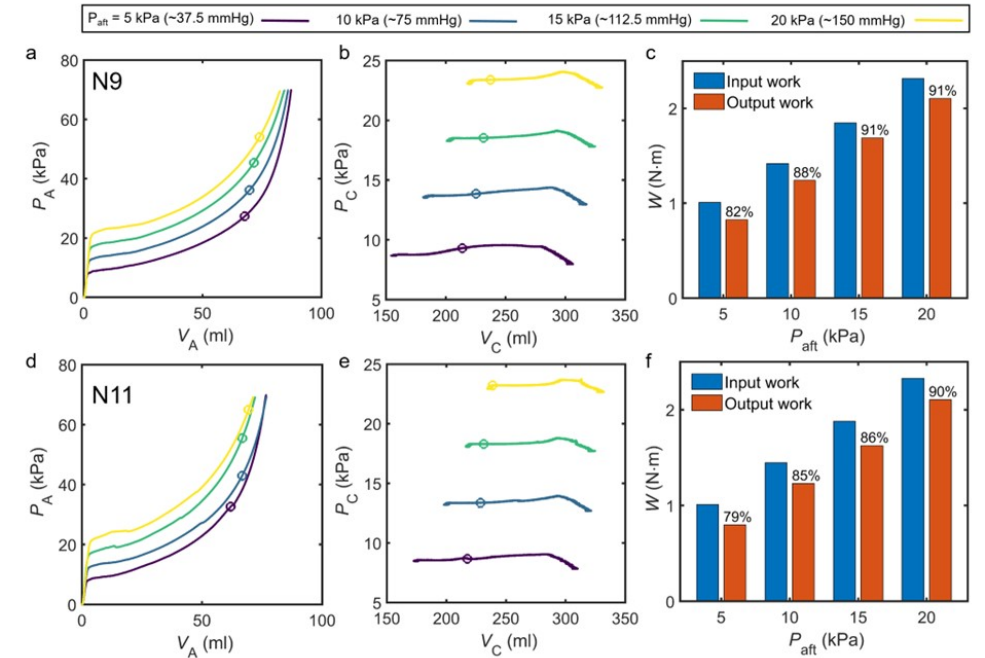 P_aft = 5 kPa (~37.5 mmHg) 10 kPa (~75 mmHg) 15 kPa (~112.5 mmHg) 20 kPa (~150 mmHg)
a
N9
80
60
40
20
0
P_A (kPa)
0 50 100
V_A (ml)
b
25
20
15
10
5
P_C (kPa)
150 200 250 300 350
V_C (ml)
c
Input work
Output work
2
1
0
W (N·m)
82%
88%
91%
91%
5 10 15 20
P_aft (kPa)
d
N11
80
60
40
20
0
P_A (kPa)
0 50 100
V_A (ml)
e
25
20
15
10
5
P_C (kPa)
150 200 250 300 350
V_C (ml)
f
Input work
Output work
2
1
0
W (N·m)
79%
85%
86%
90%
5 10 15 20
P_aft (kPa)